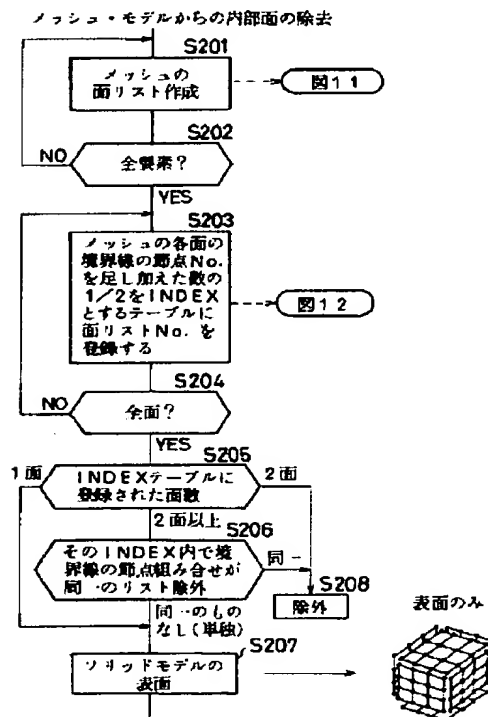 メッシュ・モデルからの内部面の除去
S201
メッシュの
面リスト作成
図11
S202
NO
全要素?
YES
S203
メッシュの各面の
境界線の節点No.
を足し加えた数の
1/2をINDEX
とするテーブルに
面リストNo.を
登録する
図12
S204
NO
全面?
YES
S205
1面
INDEXテーブルに
登録された面数
2面
2面以上
S206
そのINDEX内で境
界線の節点組み合せが
同一のリスト除外
同一
S208
除外
同一のもの
なし(単独)
S207
ソリッドモデルの
表面
表面のみ